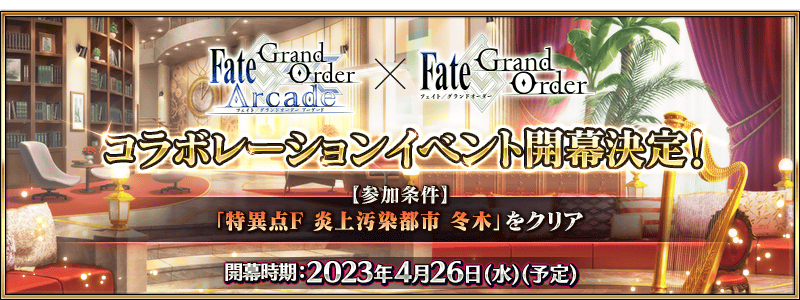 Fate Grand Order Arcade
フェイト/グランドオーダー アーケード
×
Fate Grand Order
フェイト/グランドオーダー
コラボレーションイベント開幕決定!
【参加条件】
「特異点F 炎上汚染都市 冬木」をクリア
開幕時期:2023年4月26日(水)(予定)